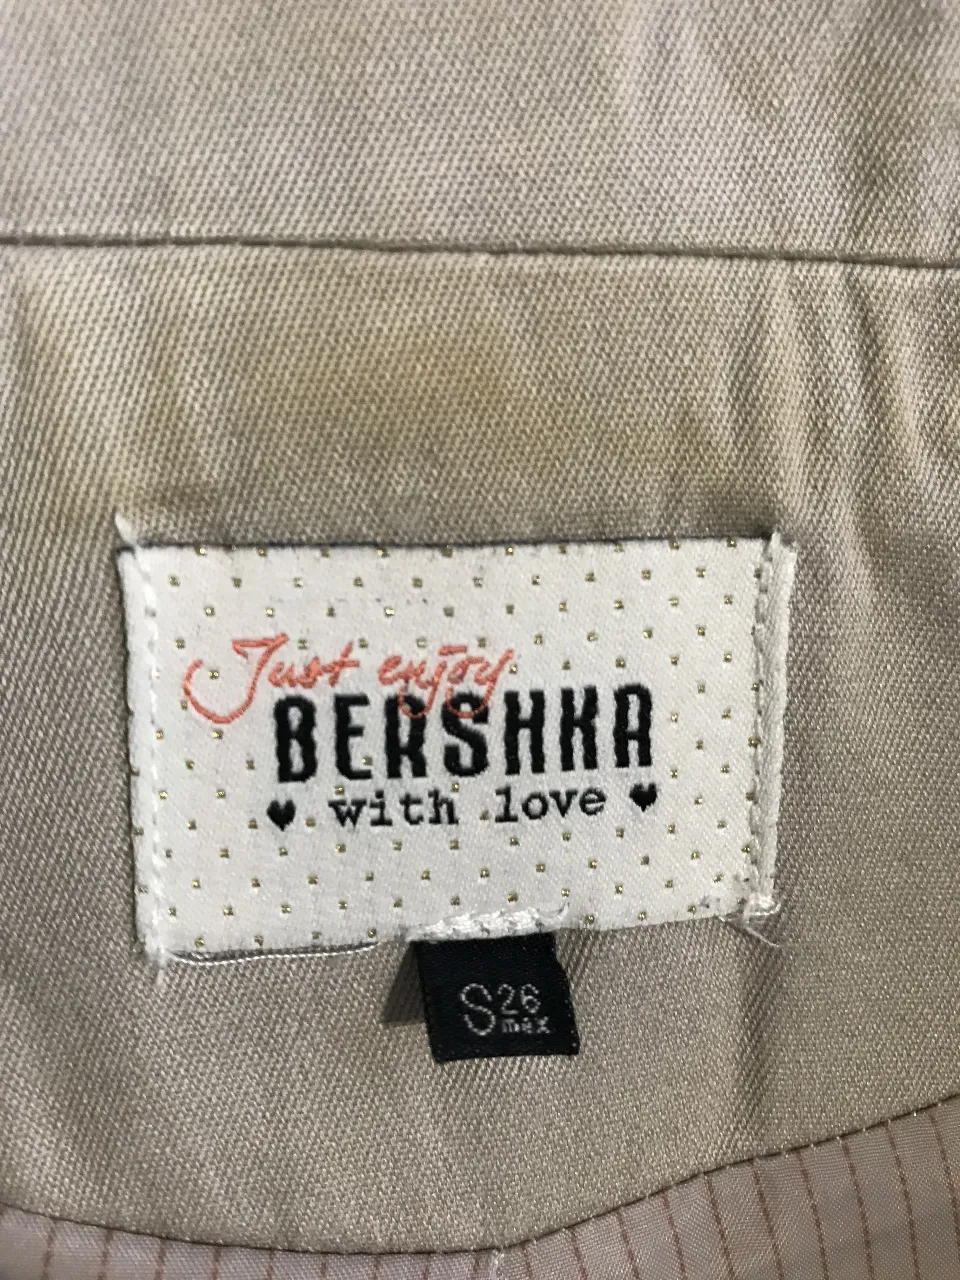 Just enjoy
BERSHKA
♥ with love ♥
S 26
mex